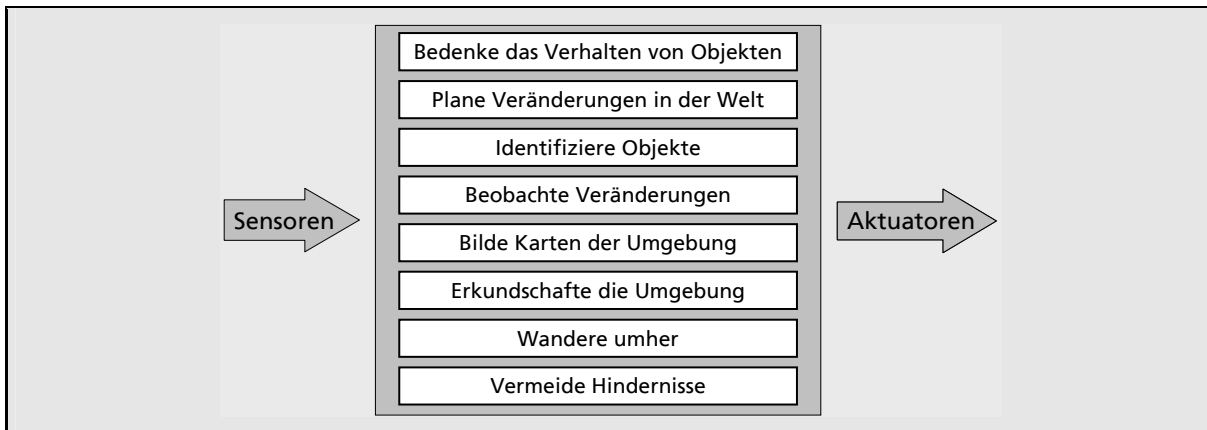 Bedenke das Verhalten von Objekten
Plane Veränderungen in der Welt
Identifiziere Objekte
Beobachte Veränderungen
Sensoren
Aktuatoren
Bilde Karten der Umgebung
Erkundschafte die Umgebung
Wandere umher
Vermeide Hindernisse